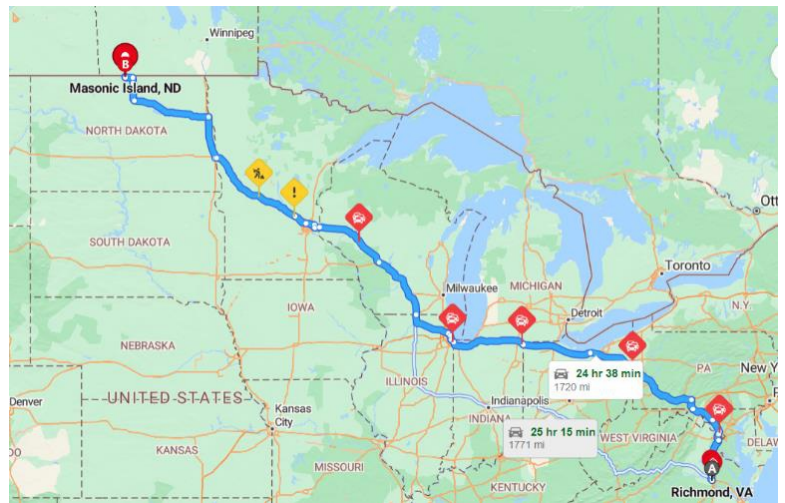 Winnipeg
B
Masonic Island, ND
NORTH DAKOTA
Ott
SOUTH DAKOTA
Toronto
Milwaukee
MICHIGAN
N.Y.
IOWA
Detroit
NEBRASKA
24 hr 38 min
1720 mi
PA
New Y
ILLINOIS
UNITED STATES
Denver
Indianapolis
INDIANA
Kansas
City
25 hr 15 min
1771 mi
WEST VIRGINIA
DELAW
KANSAS
MISSOURI
A
KENTUCKY
Richmond, VA